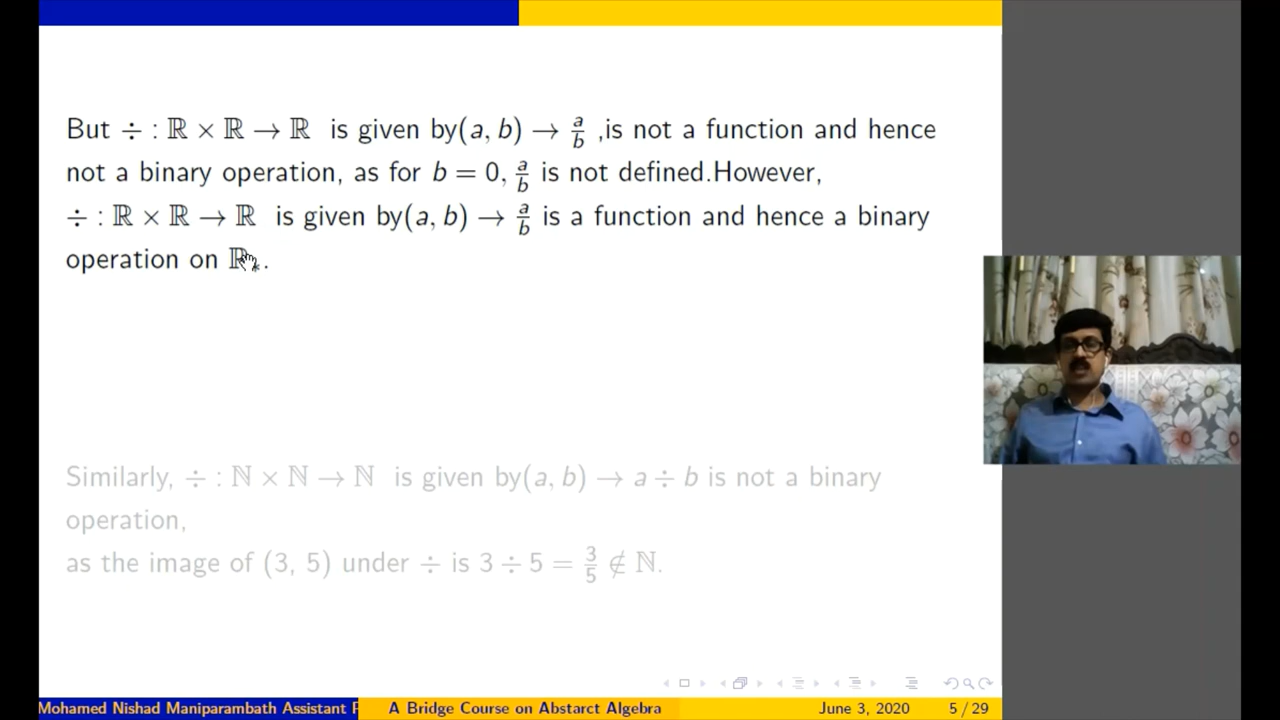 But ÷ : ℝ × ℝ → ℝ is given by(a, b) → a/b ,is not a function and hence
not a binary operation, as for b = 0, a/b is not defined.However,
÷ : ℝ × ℝ → ℝ is given by(a, b) → a/b is a function and hence a binary
operation on ℝ*.
Similarly, ÷ : ℕ × ℕ → ℕ is given by(a, b) → a ÷ b is not a binary
operation,
as the image of (3, 5) under ÷ is 3 ÷ 5 = 3/5 ∉ ℕ.
Mohamed Nishad Maniparambath Assistant P
A Bridge Course on Abstarct Algebra
June 3, 2020
5 / 29